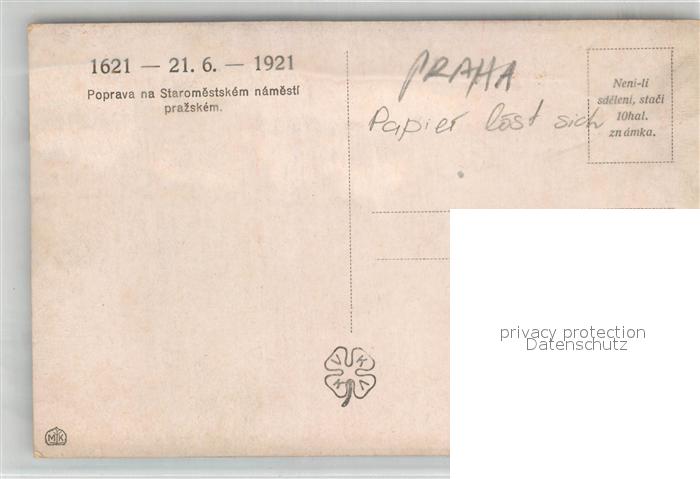 1621 — 21. 6. — 1921
Poprava na Staroměstském náměstí
pražském.
PRAHA
Papier löst sich
Není-li
sdělení, stačí
10hal.
známka.
privacy protection
Datenschutz
MK